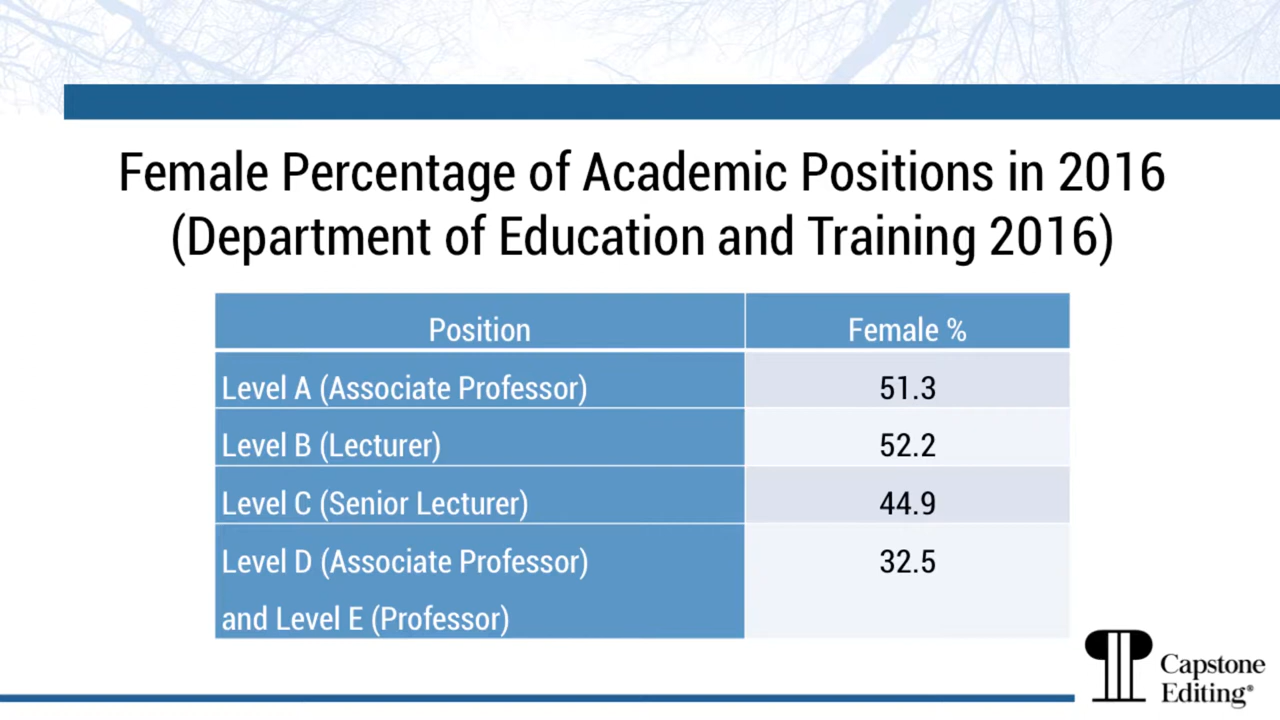 Female Percentage of Academic Positions in 2016
(Department of Education and Training 2016)
Position Female %
Level A (Associate Professor) 51.3
Level B (Lecturer) 52.2
Level C (Senior Lecturer) 44.9
Level D (Associate Professor) 32.5
and Level E (Professor)
Capstone
Editing®